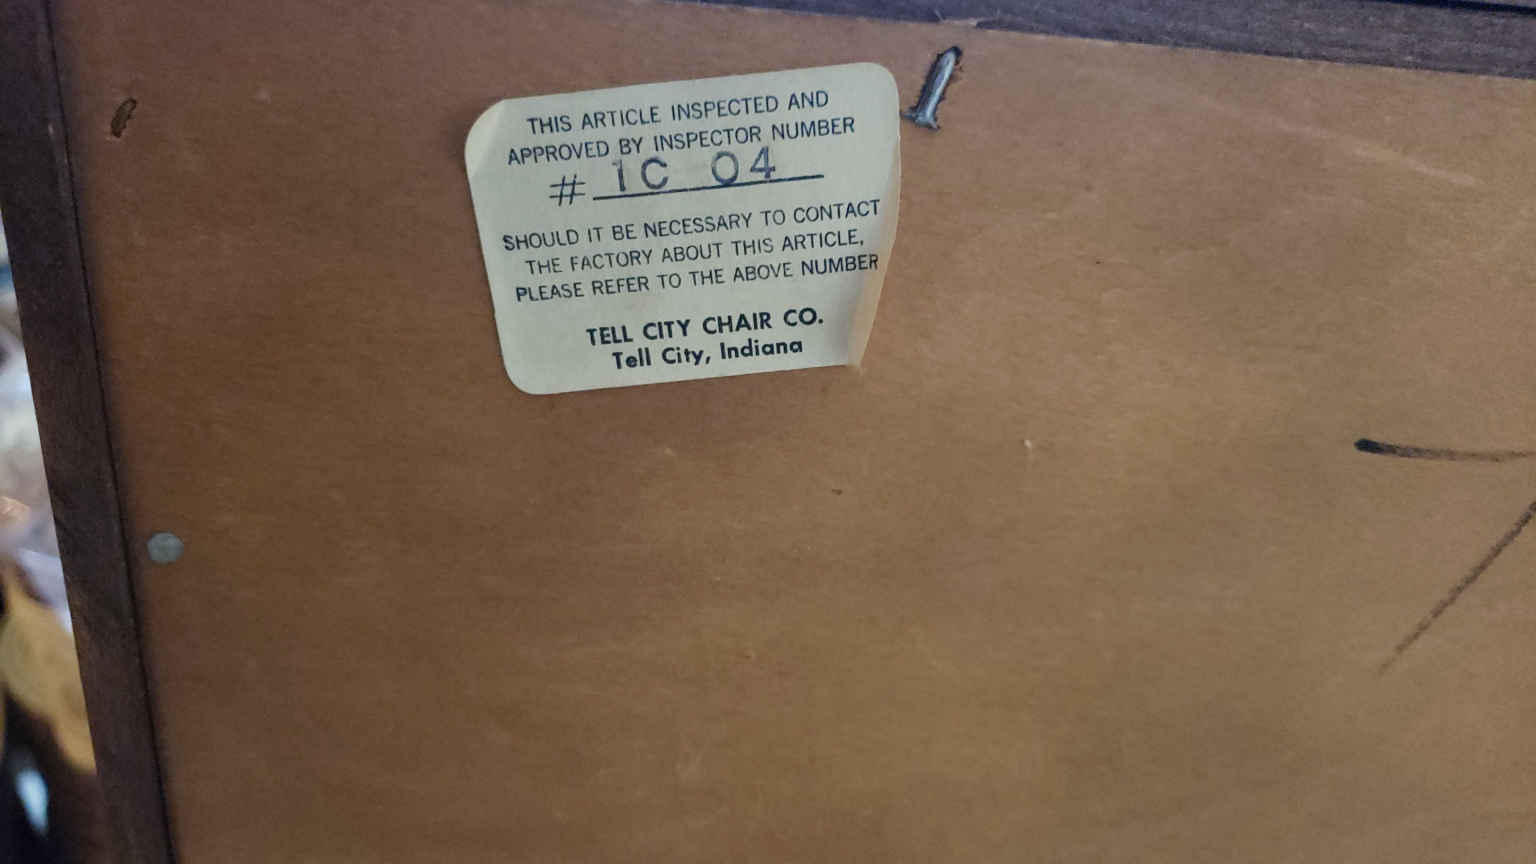 THIS ARTICLE INSPECTED AND
APPROVED BY INSPECTOR NUMBER
# 1C 04
SHOULD IT BE NECESSARY TO CONTACT
THE FACTORY ABOUT THIS ARTICLE,
PLEASE REFER TO THE ABOVE NUMBER
TELL CITY CHAIR CO.
Tell City, Indiana